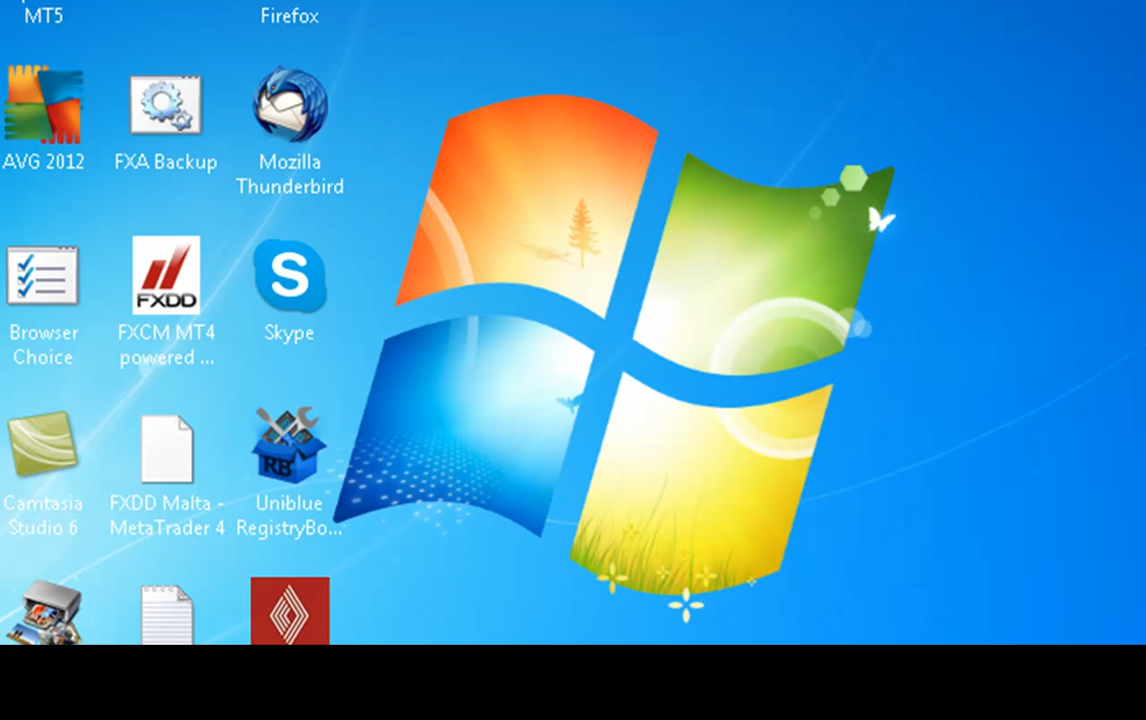 MT5
Firefox
AVG 2012
FXA Backup
Mozilla
Thunderbird
Browser
Choice
FXDD
FXCM MT4
powered ...
S
Skype
Camtasia
Studio 6
FXDD Malta -
MetaTrader 4
RB
Uniblue
RegistryBo...